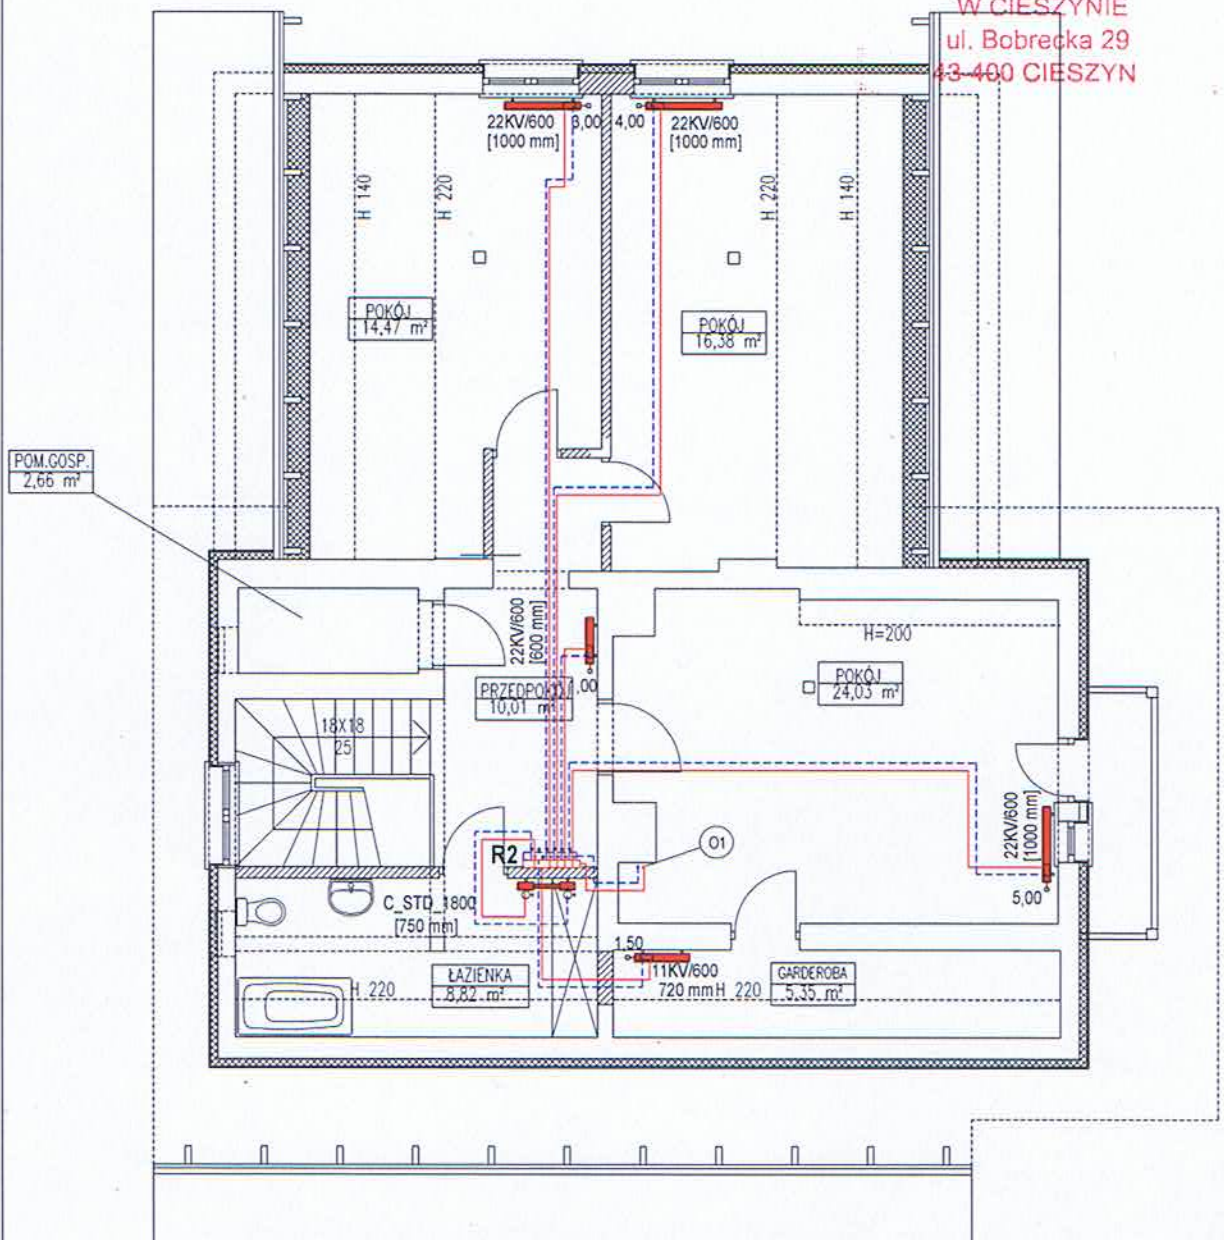 W CIESZYNIE
ul. Bobrecka 29
43-400 CIESZYN
22KV/600
[1000 mm]
3,00
4,00
22KV/600
[1000 mm]
H 140
H 220
H 220
H 140
POKÓJ
14,47 m²
POKÓJ
16,38 m²
POM.GOSP.
2,66 m²
22KV/600
[600 mm]
H=200
POKÓJ
24,03 m²
10,01 m²
18X18
25
22KV/600
[1000 mm]
5,00
R2
01
C_STD_1800
[750 mm]
1,50
11KV/600
720 mm
H 220
ŁAZIENKA
8,82 m²
H 220
GARDEROBA
5,35 m²